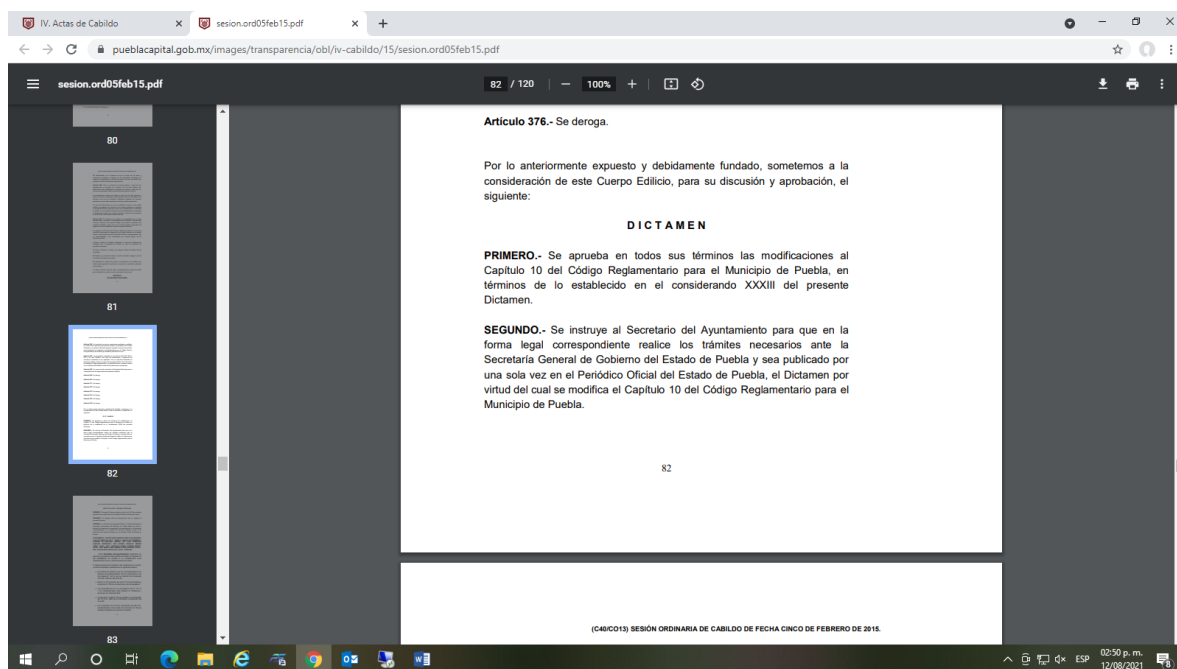 IV. Actas de Cabildo
sesion.ord05feb15.pdf
pueblacapital.gob.mx/images/transparencia/obl/iv-cabildo/15/sesion.ord05feb15.pdf
sesion.ord05feb15.pdf
82 / 120
100%
80
81
82
83
Artículo 376.- Se deroga.
Por lo anteriormente expuesto y debidamente fundado, sometemos a la
consideración de este Cuerpo Edilicio, para su discusión y aprobación, el
siguiente:
D I C T A M E N
PRIMERO.- Se aprueba en todos sus términos las modificaciones al
Capítulo 10 del Código Reglamentario para el Municipio de Puebla, en
términos de lo establecido en el considerando XXXIII del presente
Dictamen.
SEGUNDO.- Se instruye al Secretario del Ayuntamiento para que en la
forma legal correspondiente realice los trámites necesarios ante la
Secretaría General de Gobierno del Estado de Puebla y sea publicado por
una sola vez en el Periódico Oficial del Estado de Puebla, el Dictamen por
virtud del cual se modifica el Capítulo 10 del Código Reglamentario para el
Municipio de Puebla.
82
(C40/CO13) SESIÓN ORDINARIA DE CABILDO DE FECHA CINCO DE FEBRERO DE 2015.
ESP
02:50 p. m.
12/08/2021